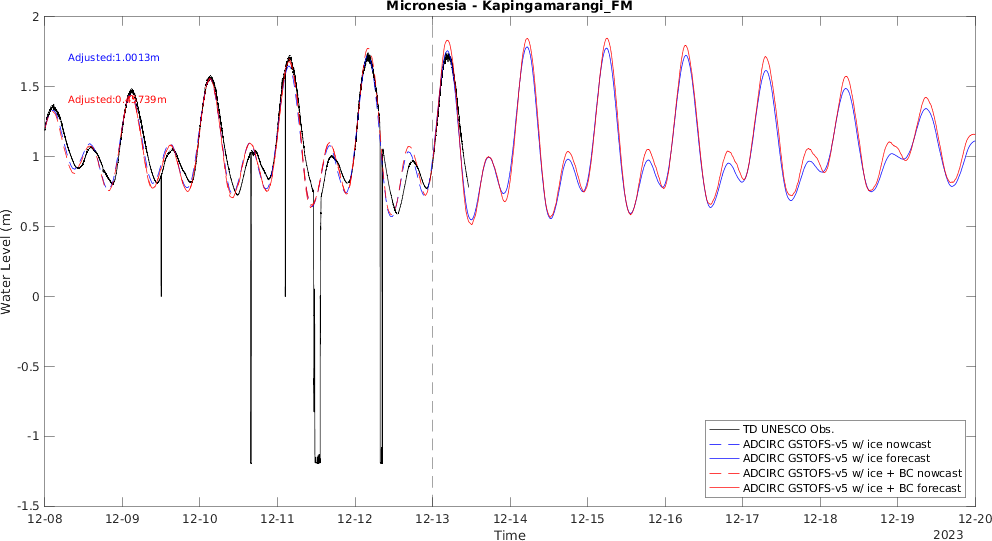 Micronesia - Kapingamarangi_FM
Adjusted:1.0013m
2
1.5
1
0.5
0
-0.5
-1
-1.5
Water Level (m)
12-08 12-09 12-10 12-11 12-12 12-13 12-14 12-15 12-16 12-17 12-18 12-19 12-20
Time
2023
TD UNESCO Obs.
ADCIRC GSTOFS-v5 w/ ice nowcast
ADCIRC GSTOFS-v5 w/ ice forecast
ADCIRC GSTOFS-v5 w/ ice + BC nowcast
ADCIRC GSTOFS-v5 w/ ice + BC forecast